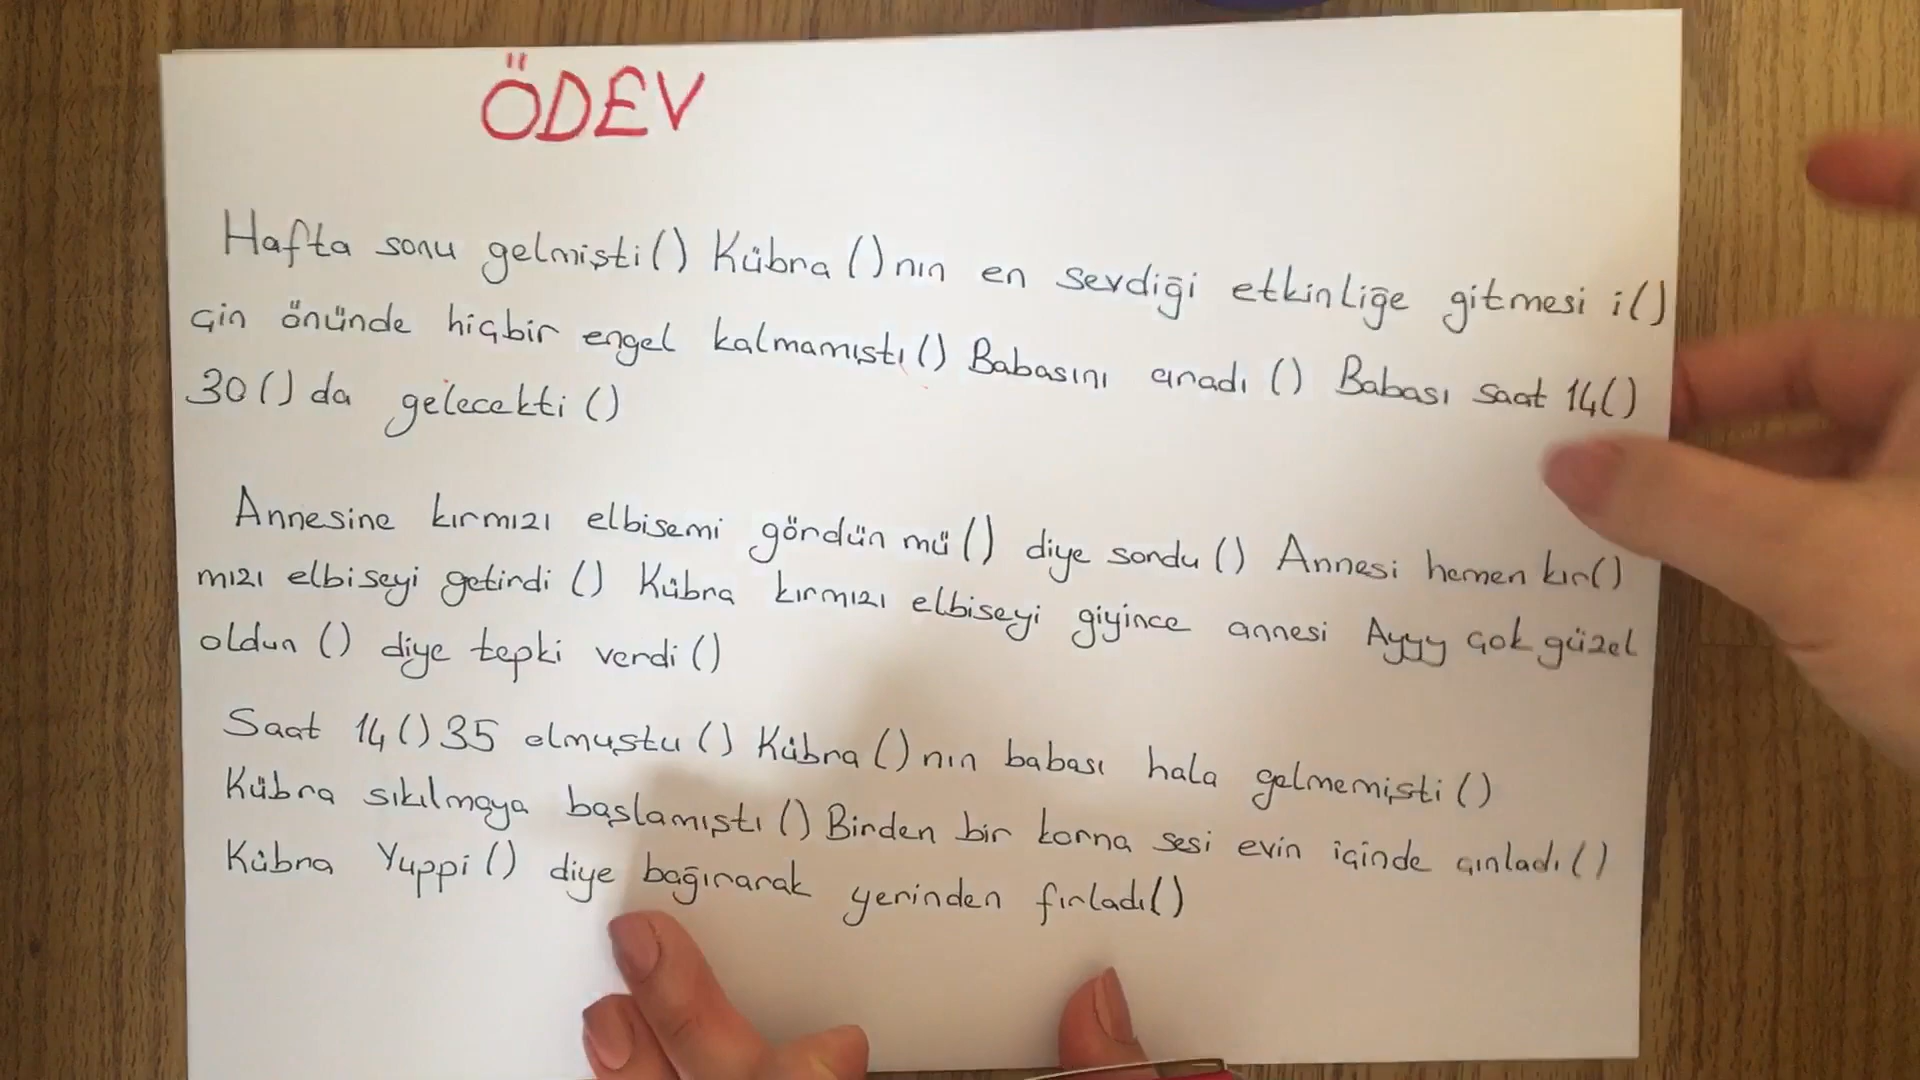 ÖDEV
Hafta sonu gelmişti () Kübra ()nın en sevdiği etkinliğe gitmesi i()
çin önünde hiçbir engel kalmamıştı () Babasını aradı () Babası saat 14()
30 () da gelecekti ()
Annesine kırmızı elbisemi gördün mü () diye sordu () Annesi hemen kır()
mızı elbiseyi getirdi () Kübra kırmızı elbiseyi giyince annesi Ayyy çok güzel
oldun () diye tepki verdi ()
Saat 14 () 35 olmuştu () Kübra ()nın babası hala gelmemişti ()
Kübra sıkılmaya başlamıştı () Birden bir korna sesi evin içinde çınladı ()
Kübra Yuppi () diye bağırarak yerinden fırladı ()